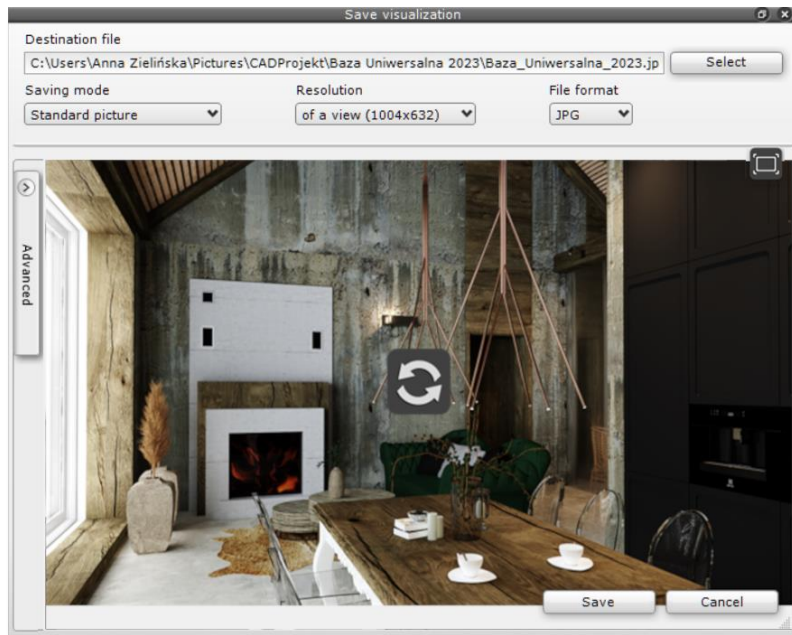 Save visualization
Destination file
C:\Users\Anna Zielińska\Pictures\CADProjekt\Baza Uniwersalna 2023\Baza_Uniwersalna_2023.jp
Select
Saving mode
Resolution
File format
Standard picture
of a view (1004x632)
JPG
Advanced
Save
Cancel